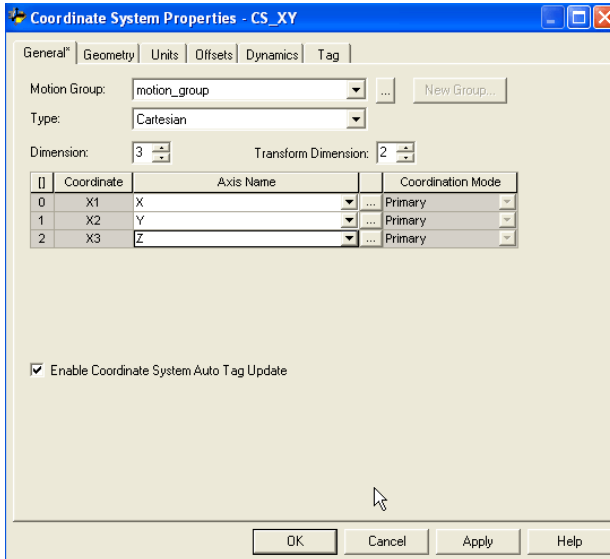 Coordinate System Properties - CS_XY
General* Geometry Units Offsets Dynamics Tag
Motion Group: motion_group ... New Group...
Type: Cartesian
Dimension: 3 Transform Dimension: 2
[] Coordinate Axis Name Coordination Mode
0 X1 X ... Primary
1 X2 Y ... Primary
2 X3 Z ... Primary
Enable Coordinate System Auto Tag Update
OK Cancel Apply Help